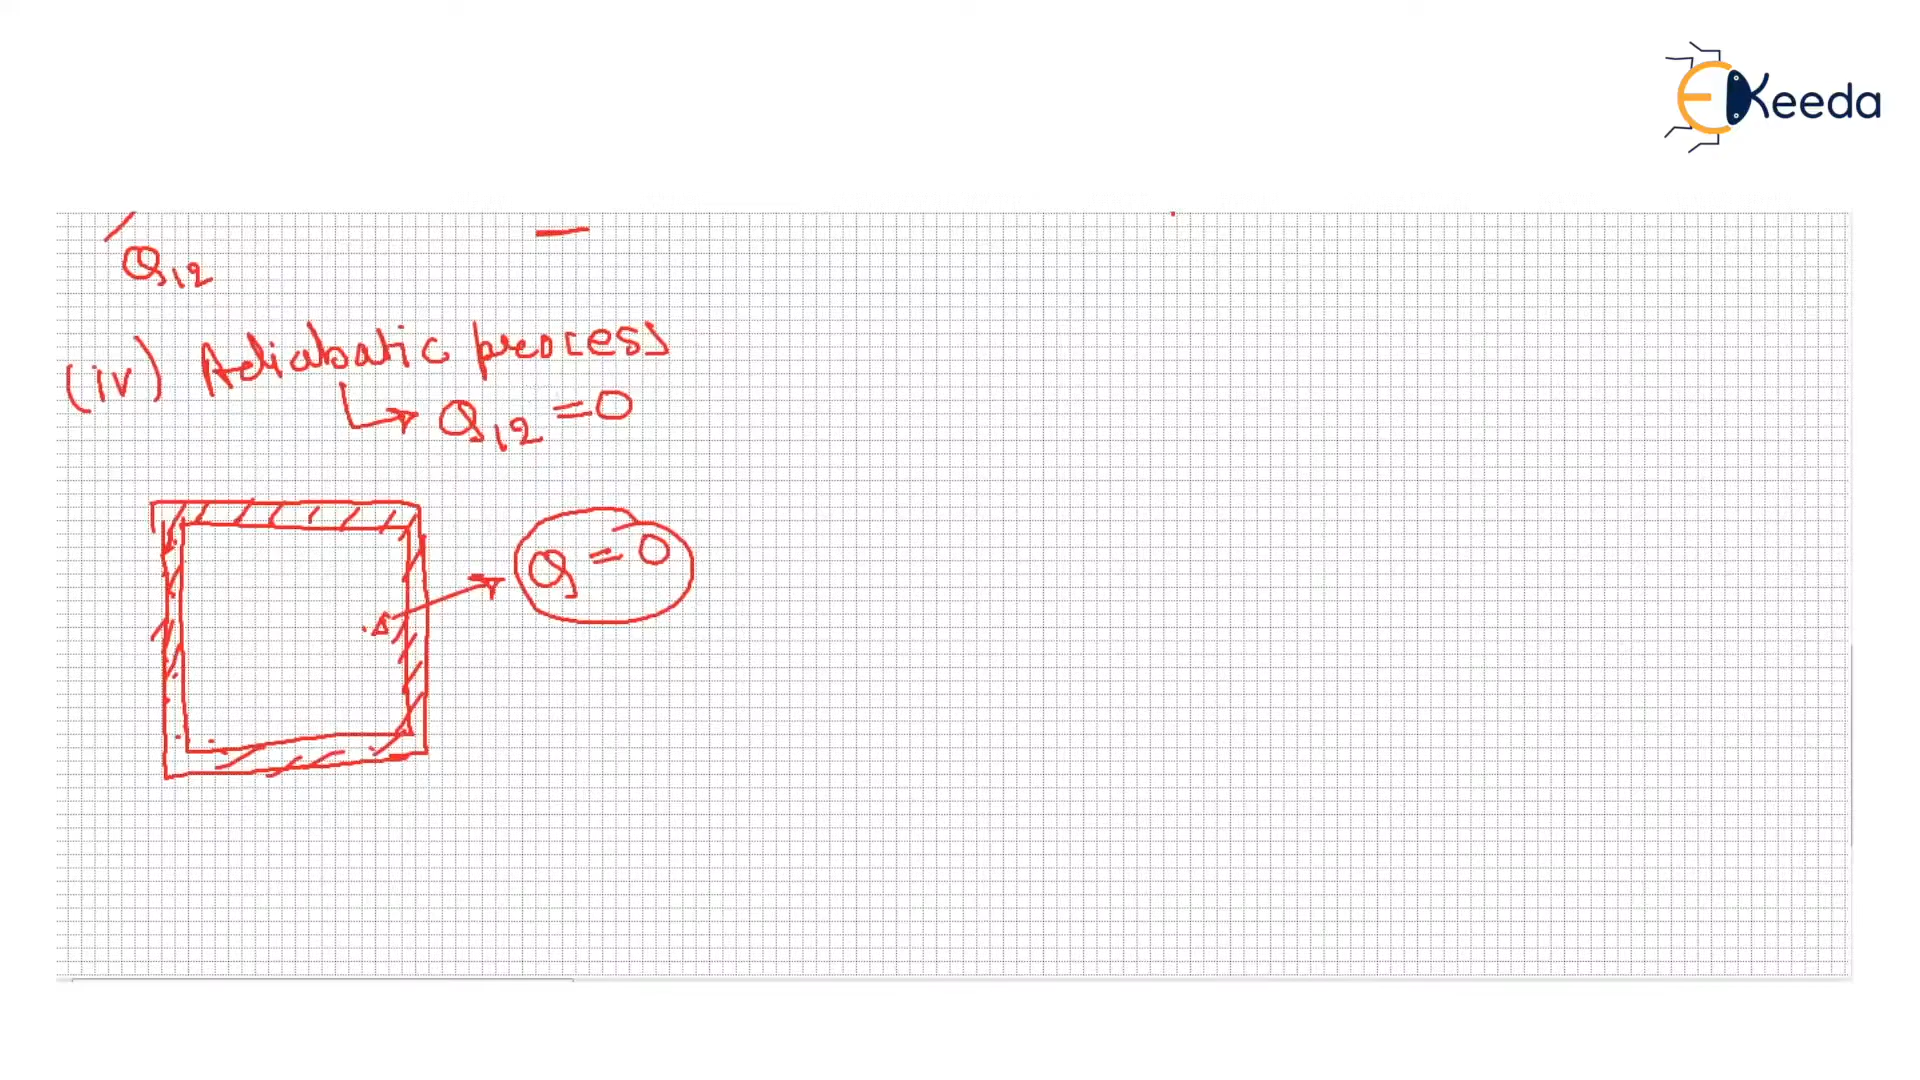 EKeeda
Q12
(iv) Adiabatic process
Q12 = 0
Q = 0